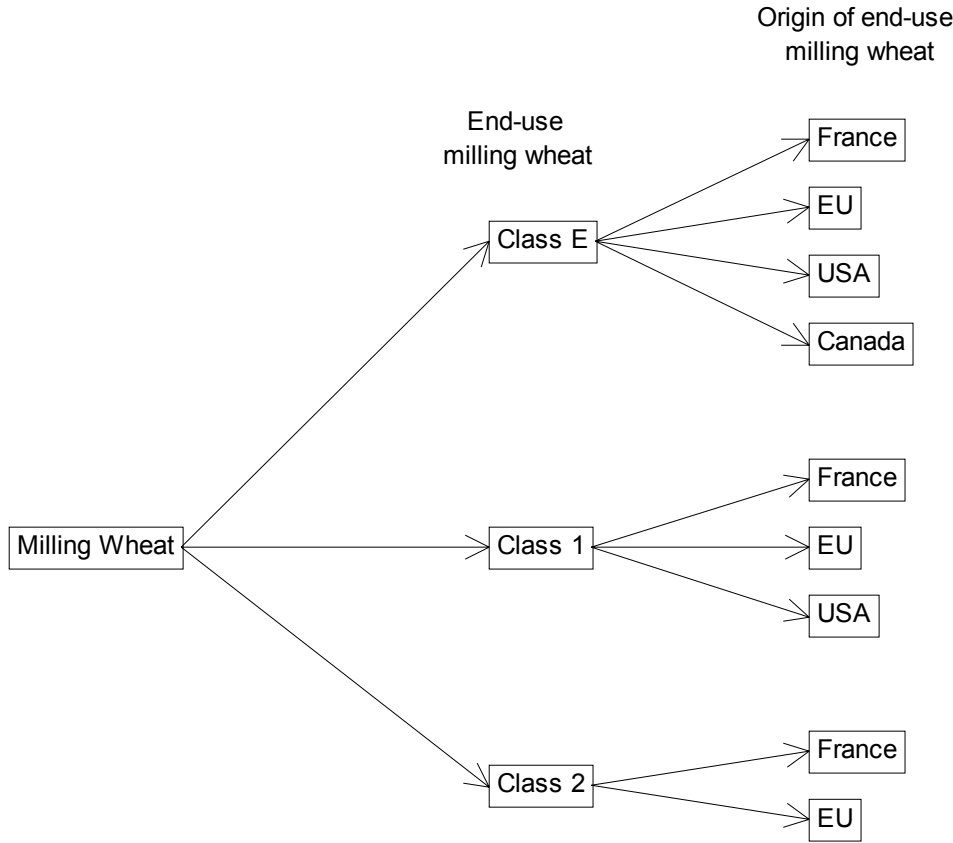 Origin of end-use
milling wheat
End-use
milling wheat
France
EU
Class E
USA
Canada
France
Milling Wheat
Class 1
EU
USA
France
Class 2
EU